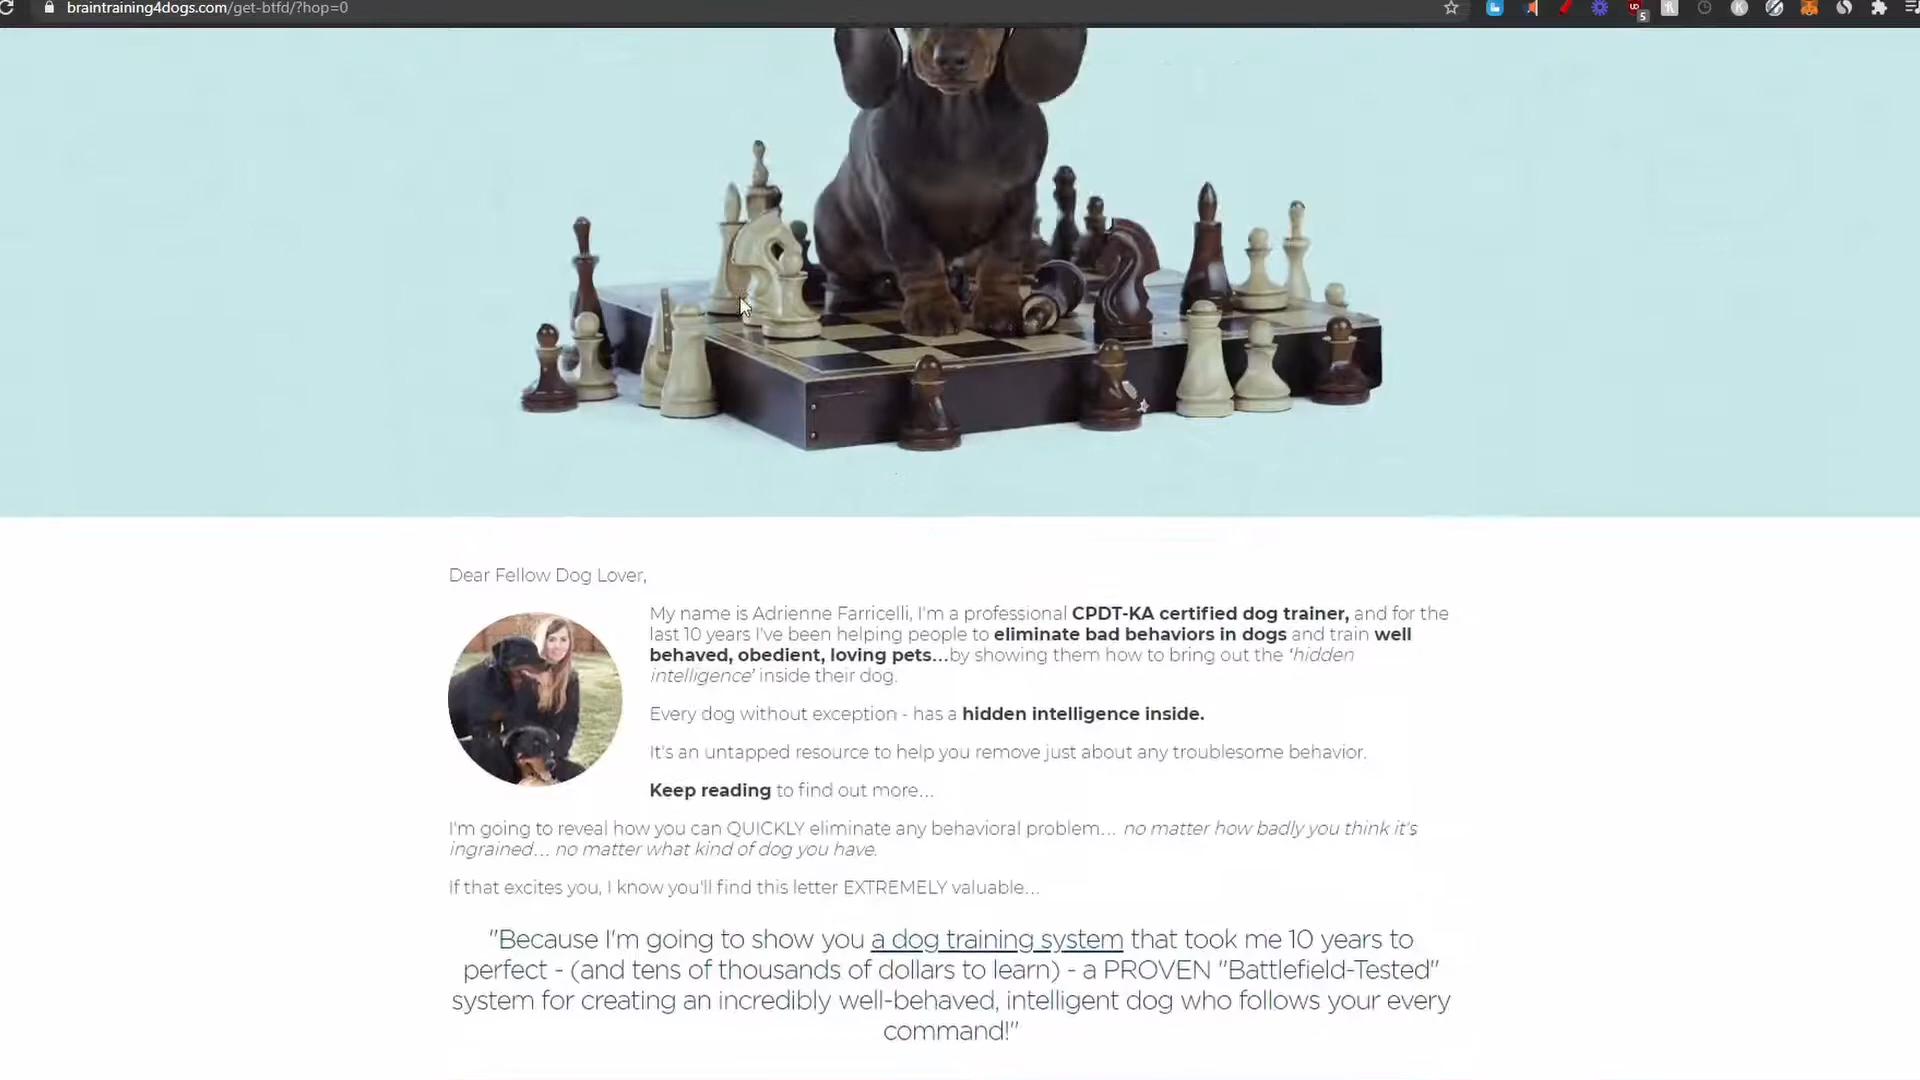 braintraining4dogs.com/get-btfd/?hop=0
5
Dear Fellow Dog Lover,
My name is Adrienne Farricelli, I'm a professional CPDT-KA certified dog trainer, and for the
last 10 years I've been helping people to eliminate bad behaviors in dogs and train well
behaved, obedient, loving pets...by showing them how to bring out the ‘hidden
intelligence’ inside their dog.
Every dog without exception - has a hidden intelligence inside.
It's an untapped resource to help you remove just about any troublesome behavior.
Keep reading to find out more...
I'm going to reveal how you can QUICKLY eliminate any behavioral problem... no matter how badly you think it's
ingrained... no matter what kind of dog you have.
If that excites you, I know you'll find this letter EXTREMELY valuable...
"Because I'm going to show you a dog training system that took me 10 years to
perfect - (and tens of thousands of dollars to learn) - a PROVEN "Battlefield-Tested"
system for creating an incredibly well-behaved, intelligent dog who follows your every
command!"